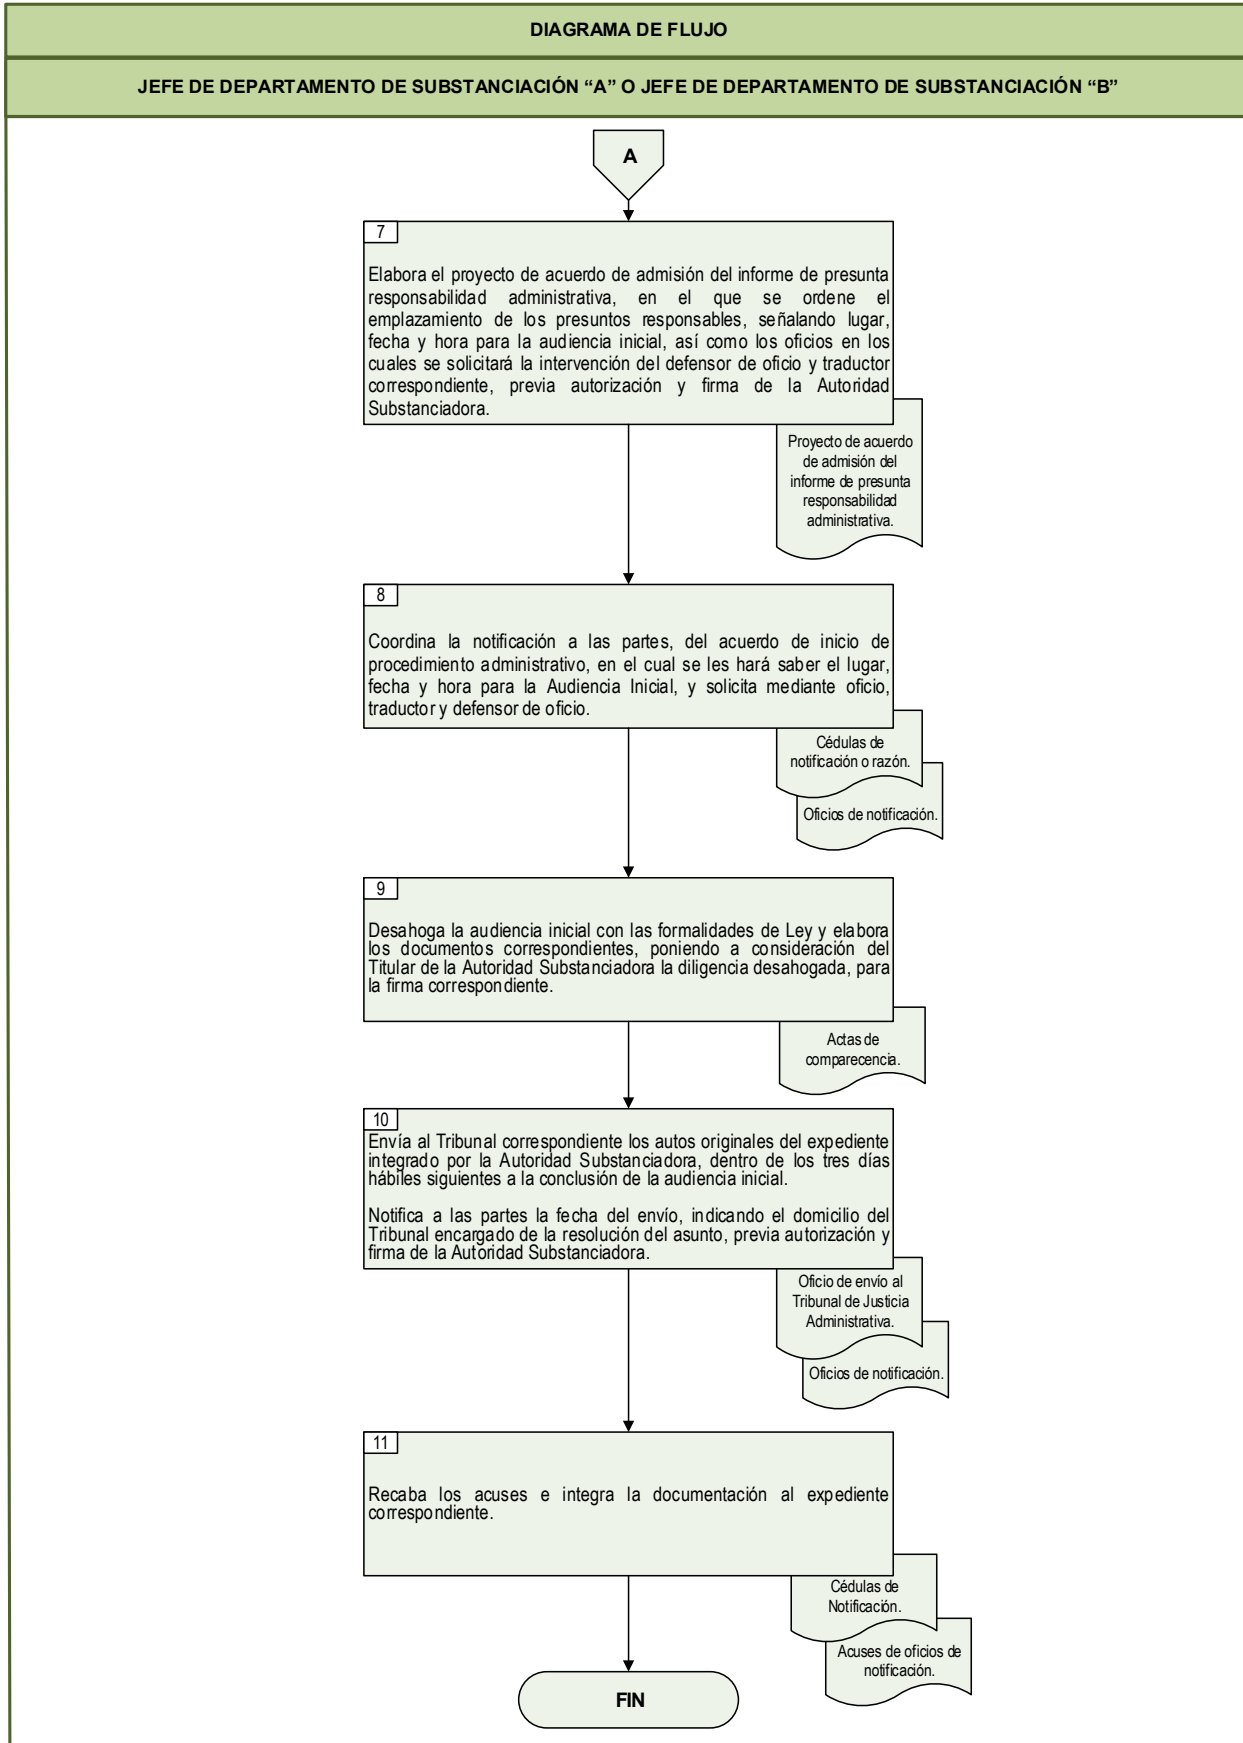 DIAGRAMA DE FLUJO
JEFE DE DEPARTAMENTO DE SUBSTANCIACIÓN “A” O JEFE DE DEPARTAMENTO DE SUBSTANCIACIÓN “B”
A
7
Elabora el proyecto de acuerdo de admisión del informe de presunta
responsabilidad administrativa, en el que se ordene el
emplazamiento de los presuntos responsables, señalando lugar,
fecha y hora para la audiencia inicial, así como los oficios en los
cuales se solicitará la intervención del defensor de oficio y traductor
correspondiente, previa autorización y firma de la Autoridad
Substanciadora.
Proyecto de acuerdo
de admisión del
informe de presunta
responsabilidad
administrativa.
8
Coordina la notificación a las partes, del acuerdo de inicio de
procedimiento administrativo, en el cual se les hará saber el lugar,
fecha y hora para la Audiencia Inicial, y solicita mediante oficio,
traductor y defensor de oficio.
Cédulas de
notificación o razón.
Oficios de notificación.
9
Desahoga la audiencia inicial con las formalidades de Ley y elabora
los documentos correspondientes, poniendo a consideración del
Titular de la Autoridad Substanciadora la diligencia desahogada, para
la firma correspondiente.
Actas de
comparecencia.
10
Envía al Tribunal correspondiente los autos originales del expediente
integrado por la Autoridad Substanciadora, dentro de los tres días
hábiles siguientes a la conclusión de la audiencia inicial.
Notifica a las partes la fecha del envío, indicando el domicilio del
Tribunal encargado de la resolución del asunto, previa autorización y
firma de la Autoridad Substanciadora.
Oficio de envío al
Tribunal de Justicia
Administrativa.
Oficios de notificación.
11
Recaba los acuses e integra la documentación al expediente
correspondiente.
Cédulas de
Notificación.
Acuses de oficios de
notificación.
FIN